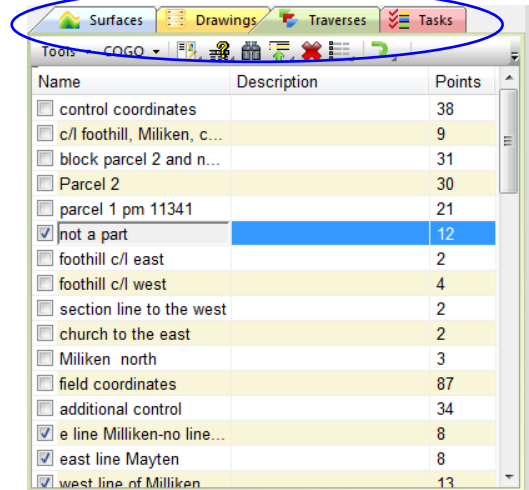 Surfaces Drawings Traverses Tasks
Tools COGO
Name Description Points
control coordinates 38
c/l foothill, Miliken, c... 9
block parcel 2 and n... 31
Parcel 2 30
parcel 1 pm 11341 21
not a part 12
foothill c/l east 2
foothill c/l west 4
section line to the west 2
church to the east 2
Miliken north 3
field coordinates 87
additional control 34
e line Milliken-no line... 8
east line Mayten 8
west line of Milliken 13